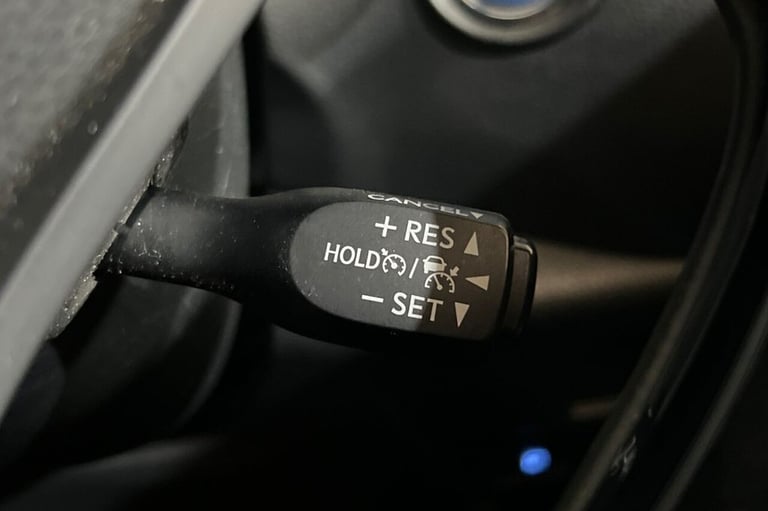 CANCEL▼
+ RES ▲
HOLD /
− SET ▼